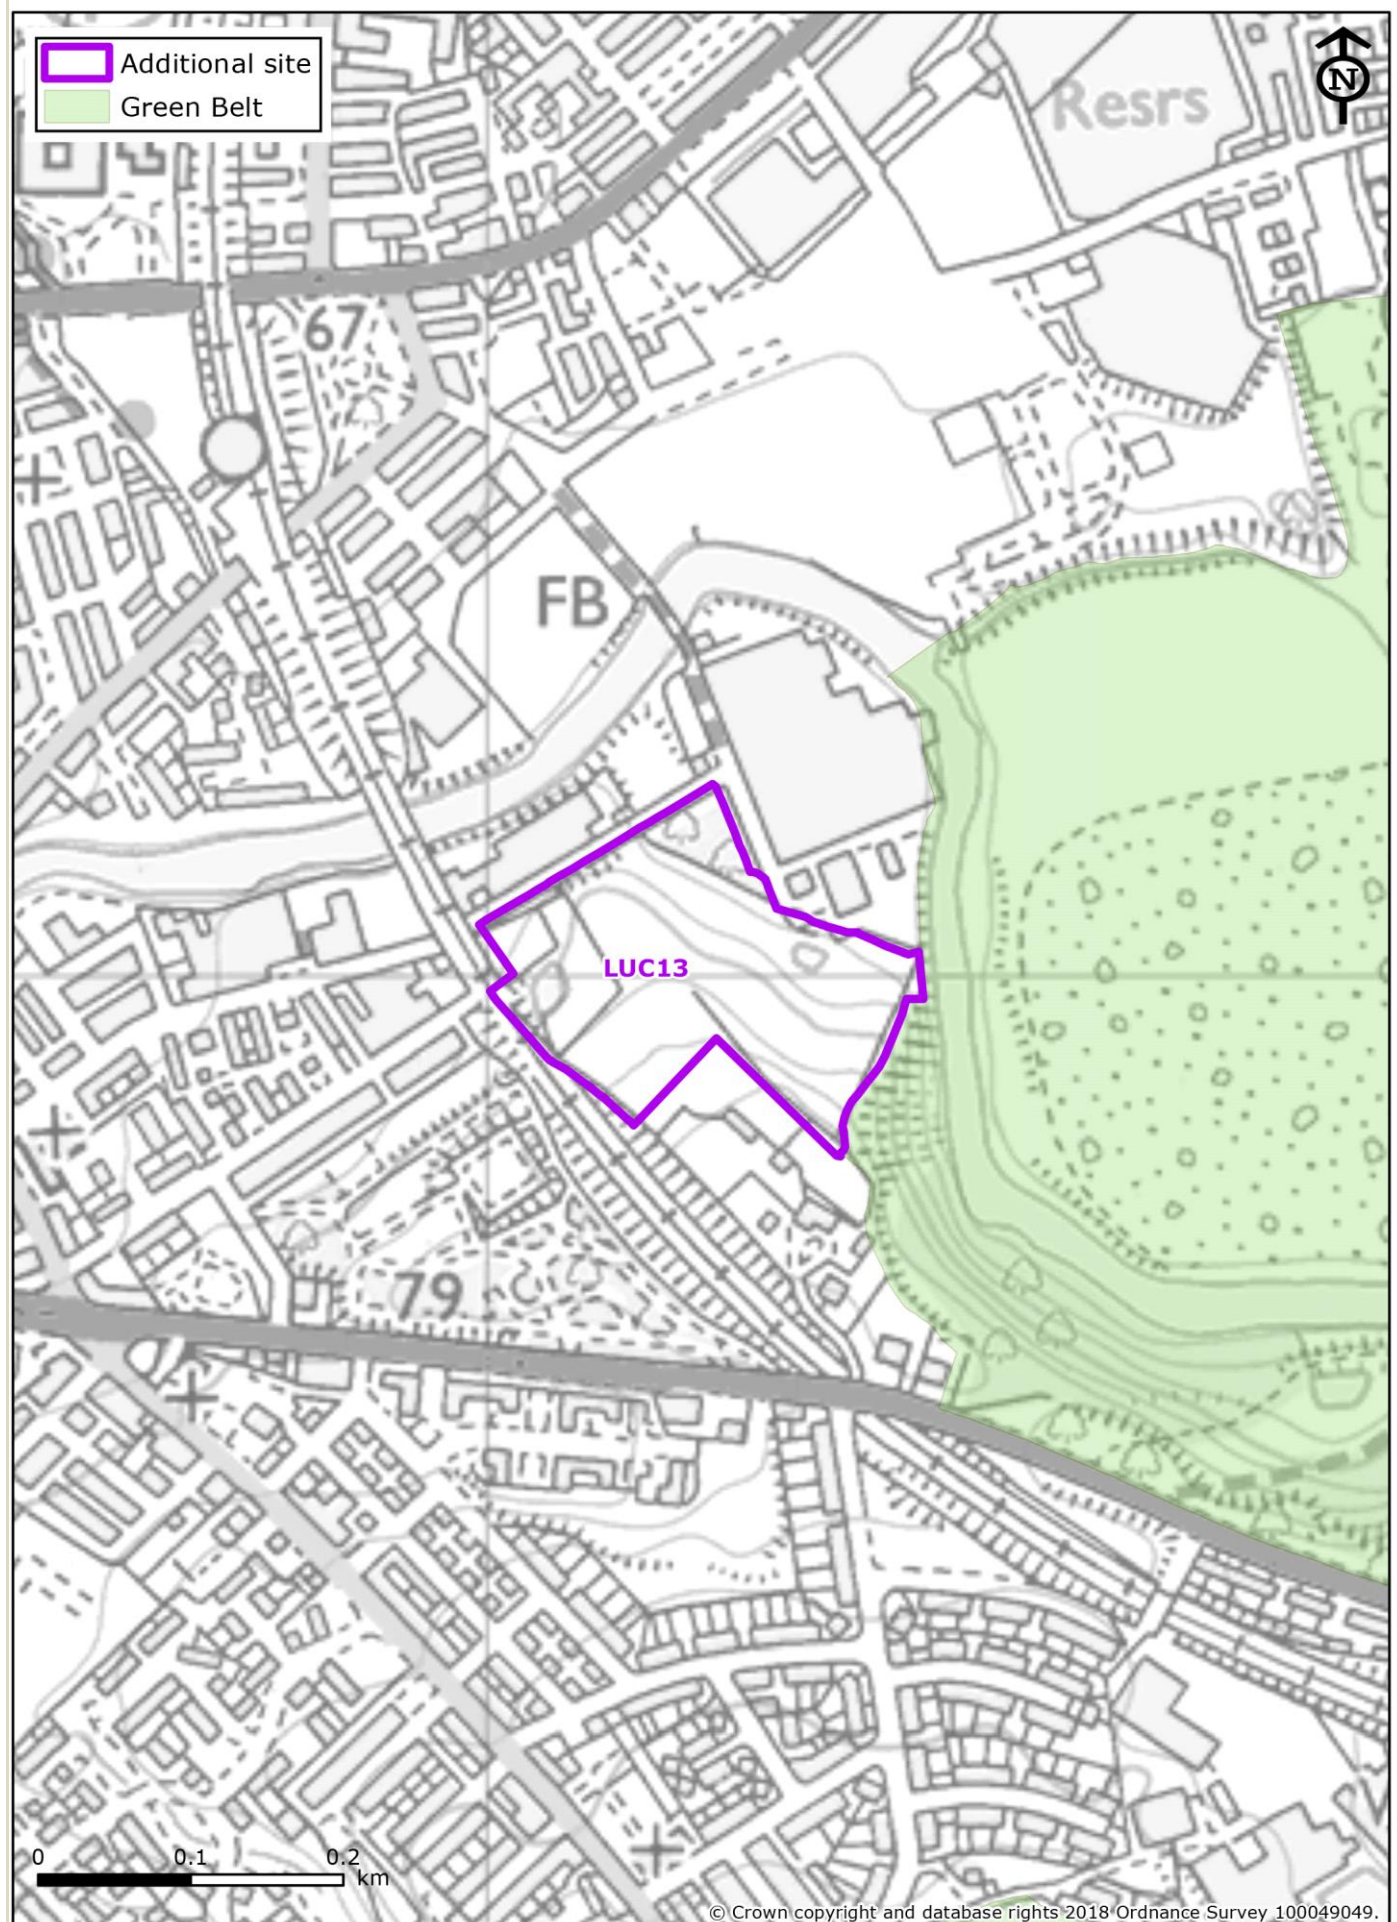 Additional site
Green Belt
N
Resrs
67
FB
LUC13
79
0 0.1 0.2
km
© Crown copyright and database rights 2018 Ordnance Survey 100049049.